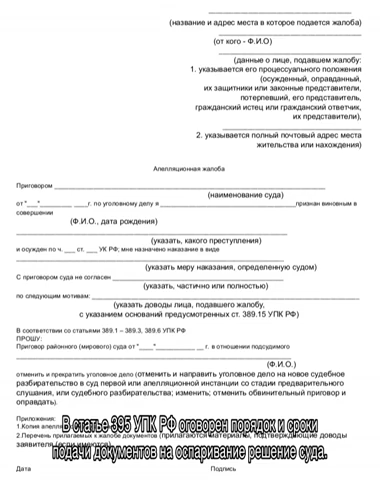 (название и адрес места в которое подается жалоба)
(от кого - Ф.И.О)
(данные о лице, подавшем жалобу:
1. указывается его процессуального положения
(осужденный, оправданный,
их защитники или законные представители,
потерпевший, его представитель,
гражданский истец или гражданский ответчик,
их представители),
2. указывается полный почтовый адрес места
жительства или нахождения)
Апелляционная жалоба
Приговором
(наименование суда)
от "___"__________ ____г. по уголовному делу в __________признан виновным в
совершении
(Ф.И.О., дата рождения)
(указать, какого преступления)
и осужден по ч. ___ ст. ___ УК РФ; мне назначено наказание в виде
(указать меру наказания, определенную судом)
С приговором суда не согласен
(указать, частично или полностью)
по следующим мотивам:
(указать доводы лица, подавшего жалобу,
с указанием оснований предусмотренных ст. 389.15 УПК РФ)
В соответствии со статьями 389.1 – 389.3, 389.6 УПК РФ
ПРОШУ:
Приговор районного (мирового) суда от "____"__________ __ г. в отношении подсудимого
(Ф.И.О.)
отменить и прекратить уголовное дело (отменить и направить уголовное дело на новое судебное
разбирательство в суд первой или апелляционной инстанции со стадии предварительного
слушания, или судебного разбирательства; изменить; отменить обвинительный приговор и
оправдать).
Приложения:
1.Копия
В статье 395 УПК РФ оговорен порядок и сроки
2.Перечень прилагаемых к жалобе документов (прилагаются материалы, подтверждующие доводы
заявителя (если имеются)
подачи документов на оспаривание решение суда.
Дата Подпись